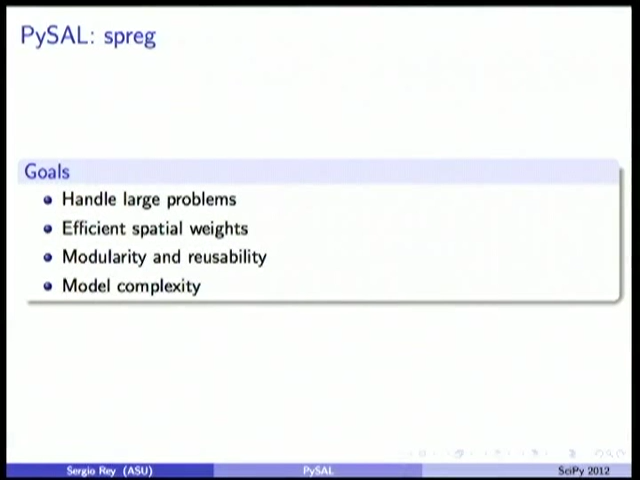 PySAL: spreg
Goals
Handle large problems
Efficient spatial weights
Modularity and reusability
Model complexity
Sergio Rey (ASU) PySAL SciPy 2012